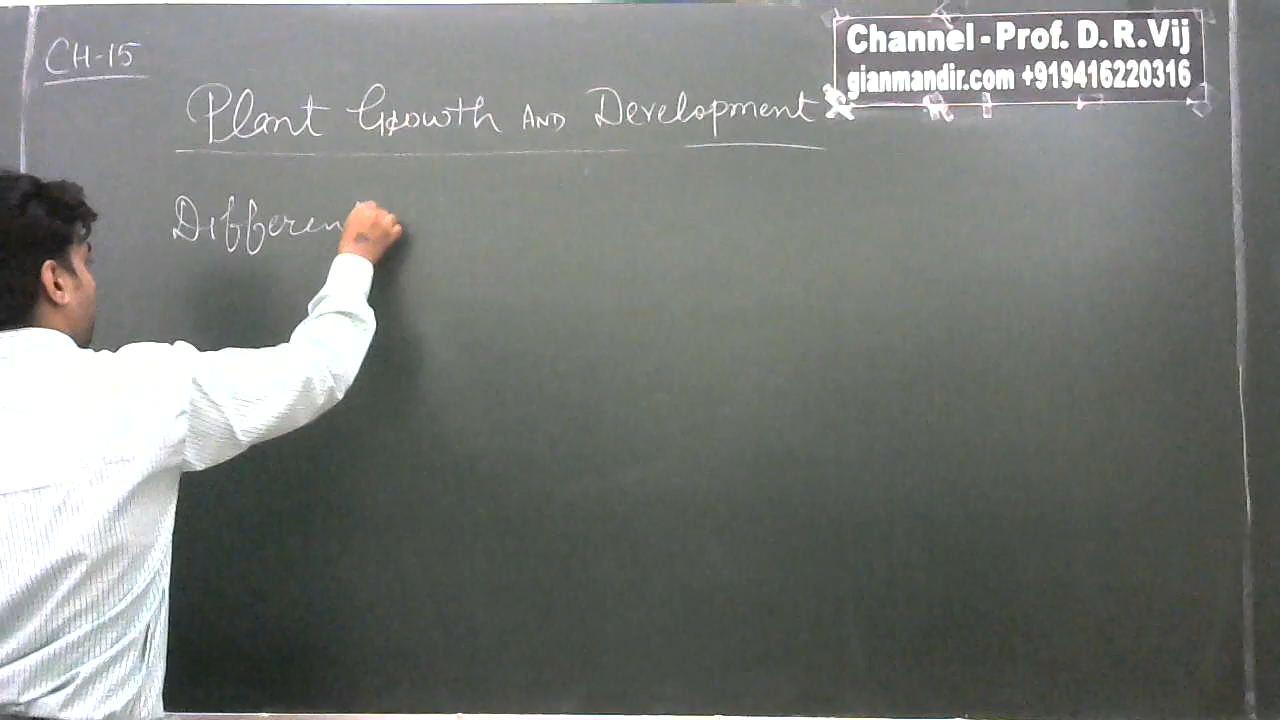 CH-15
Channel - Prof. D. R. Vij
gianmandir.com +919416220316
Plant Growth AND Development
Differen